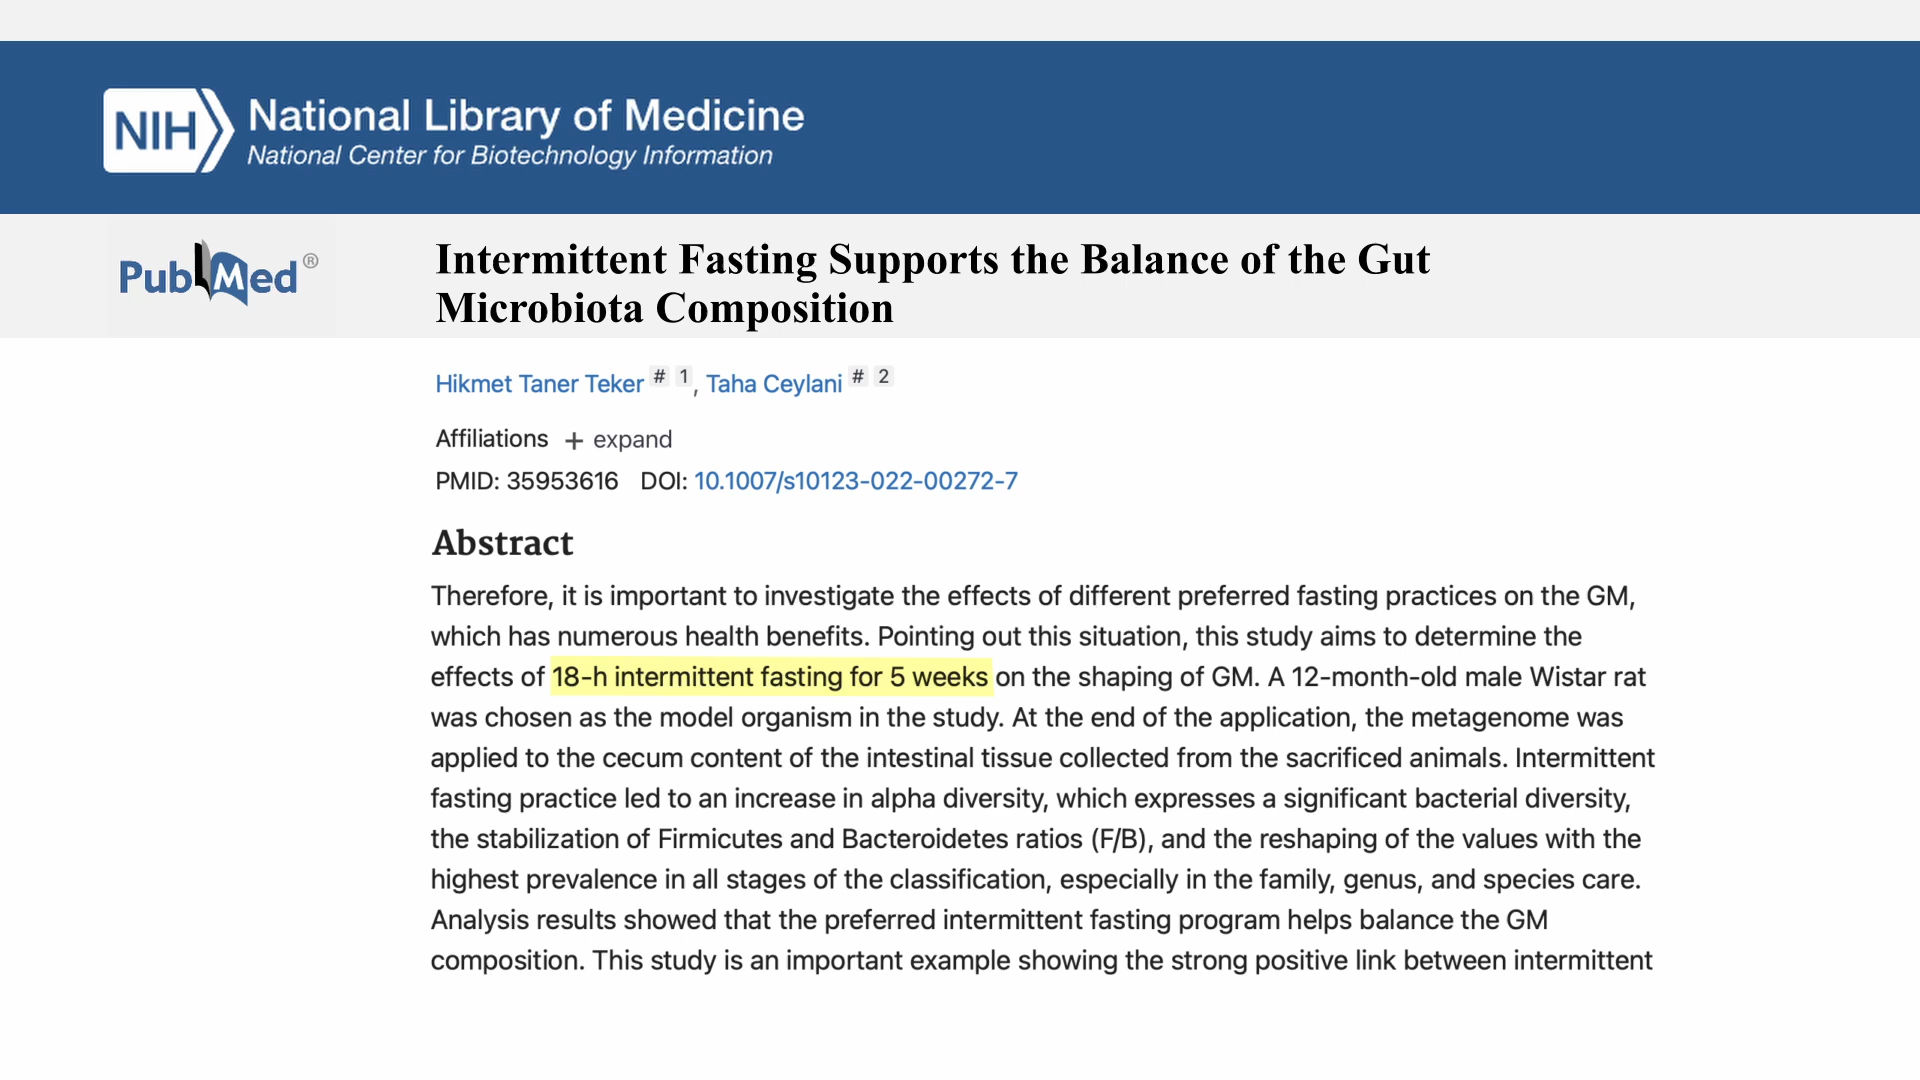 NIH National Library of Medicine
National Center for Biotechnology Information
PubMed®
Intermittent Fasting Supports the Balance of the Gut
Microbiota Composition
Hikmet Taner Teker # 1, Taha Ceylani # 2
Affiliations + expand
PMID: 35953616 DOI: 10.1007/s10123-022-00272-7
Abstract
Therefore, it is important to investigate the effects of different preferred fasting practices on the GM,
which has numerous health benefits. Pointing out this situation, this study aims to determine the
effects of 18-h intermittent fasting for 5 weeks on the shaping of GM. A 12-month-old male Wistar rat
was chosen as the model organism in the study. At the end of the application, the metagenome was
applied to the cecum content of the intestinal tissue collected from the sacrificed animals. Intermittent
fasting practice led to an increase in alpha diversity, which expresses a significant bacterial diversity,
the stabilization of Firmicutes and Bacteroidetes ratios (F/B), and the reshaping of the values with the
highest prevalence in all stages of the classification, especially in the family, genus, and species care.
Analysis results showed that the preferred intermittent fasting program helps balance the GM
composition. This study is an important example showing the strong positive link between intermittent